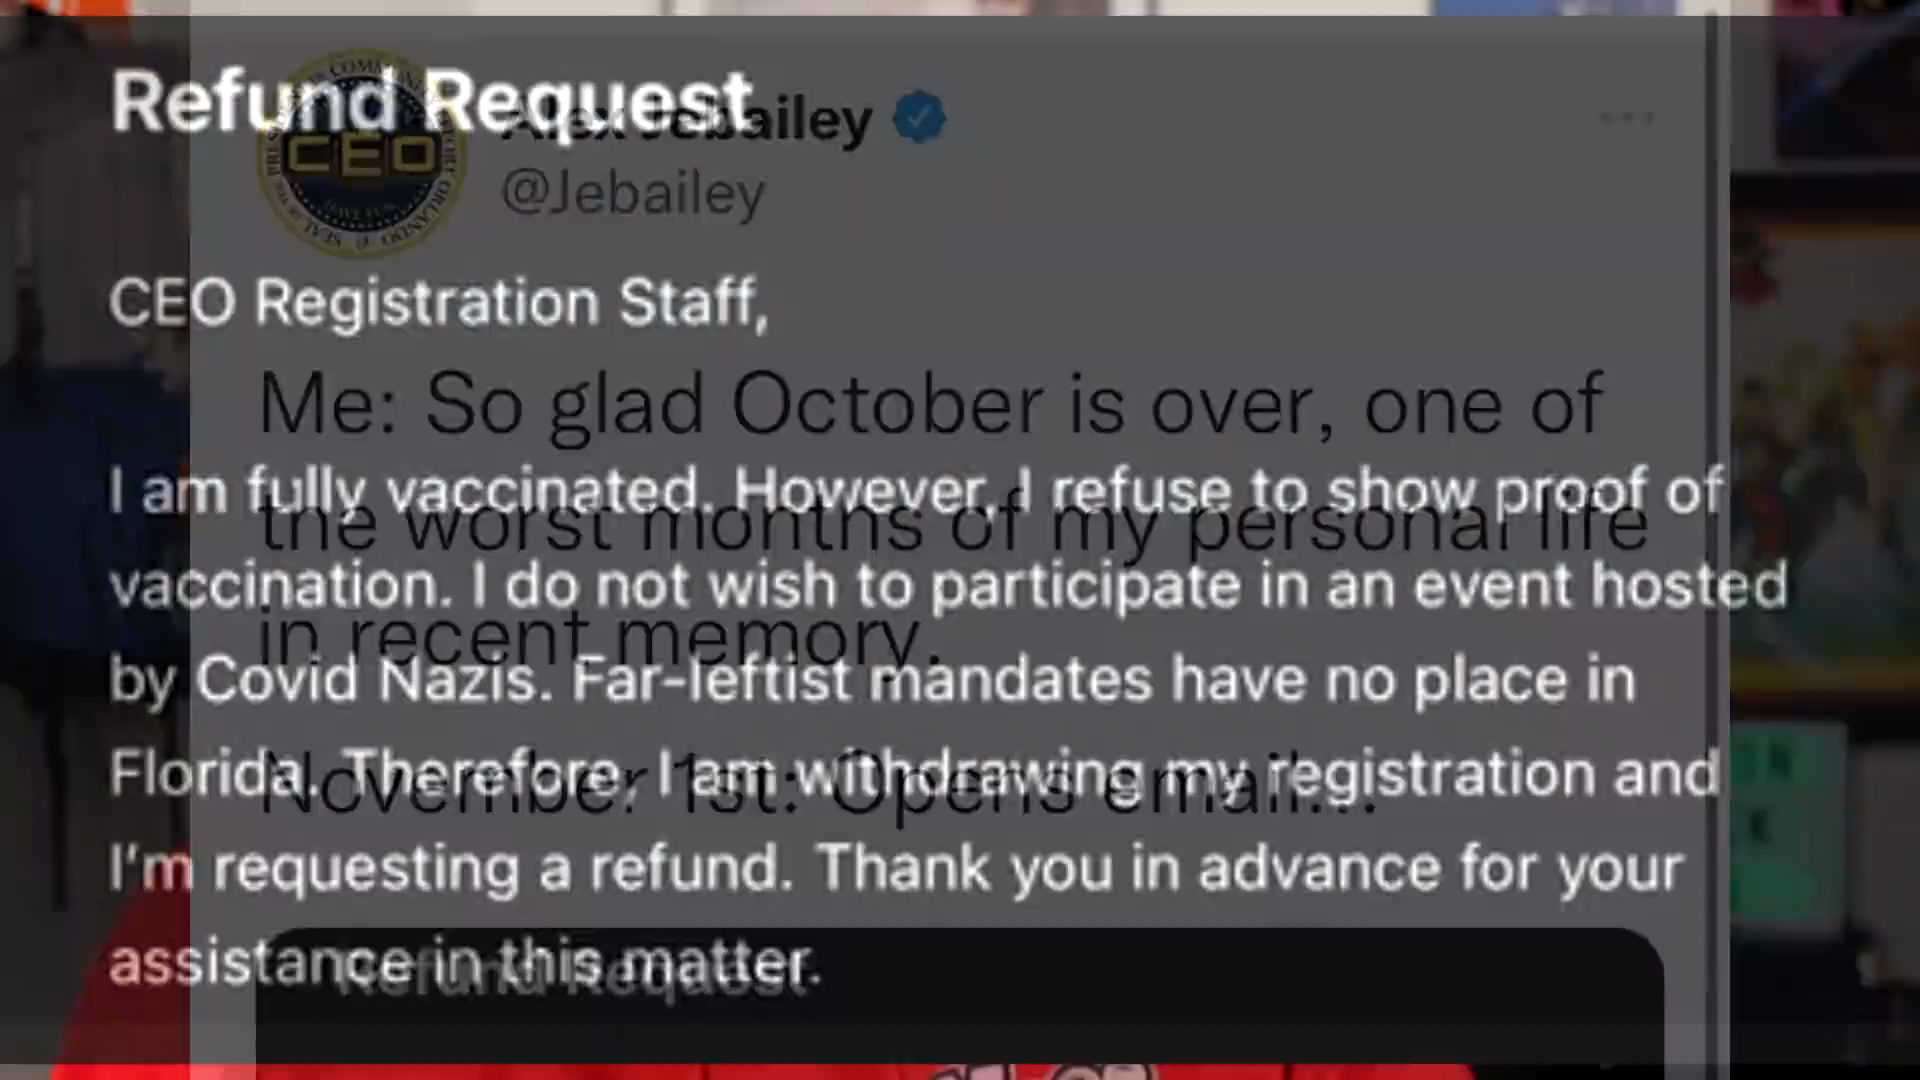 Refund Request
Alex Jebailey
@Jebailey
CEO
CEO Registration Staff,
Me: So glad October is over, one of
the worst months of my personal life
in recent memory.
November 1st: Opens email...
I am fully vaccinated. However, I refuse to show proof of
vaccination. I do not wish to participate in an event hosted
by Covid Nazis. Far-leftist mandates have no place in
Florida. Therefore, I am withdrawing my registration and
I'm requesting a refund. Thank you in advance for your
assistance in this matter.
Refund Request